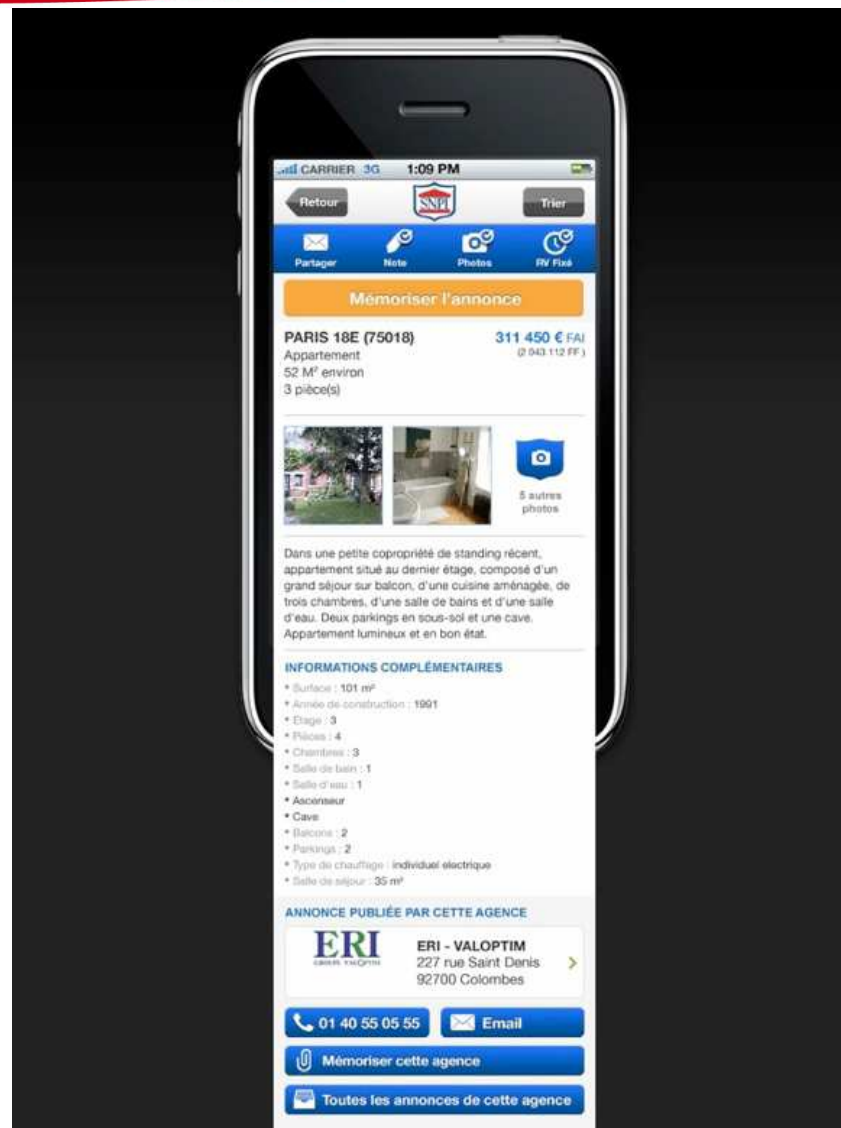 CARRIER 3G 1:09 PM
Retour
SNPI
Trier
Partager
Note
Photos
RV Fixé
Mémoriser l'annonce
PARIS 18E (75018)
311 450 € FAI
Appartement
(2 043 112 FF )
52 M² environ
3 pièce(s)
5 autres
photos
Dans une petite copropriété de standing récent,
appartement situé au dernier étage, composé d'un
grand séjour sur balcon, d'une cuisine aménagée, de
trois chambres, d'une salle de bains et d'une salle
d'eau. Deux parkings en sous-sol et une cave.
Appartement lumineux et en bon état.
INFORMATIONS COMPLÉMENTAIRES
• Surface : 101 m²
• Année de construction : 1991
• Etage : 3
• Pièces : 4
• Chambres : 3
• Salle de bain : 1
• Salle d'eau : 1
• Ascenseur
• Cave
• Balcons : 2
• Parkings : 2
• Type de chauffage : individuel electrique
• Salle de séjour : 35 m²
ANNONCE PUBLIÉE PAR CETTE AGENCE
ERI
GROUPE VALOPTIM
ERI - VALOPTIM
227 rue Saint Denis
92700 Colombes
01 40 55 05 55
Email
Mémoriser cette agence
Toutes les annonces de cette agence